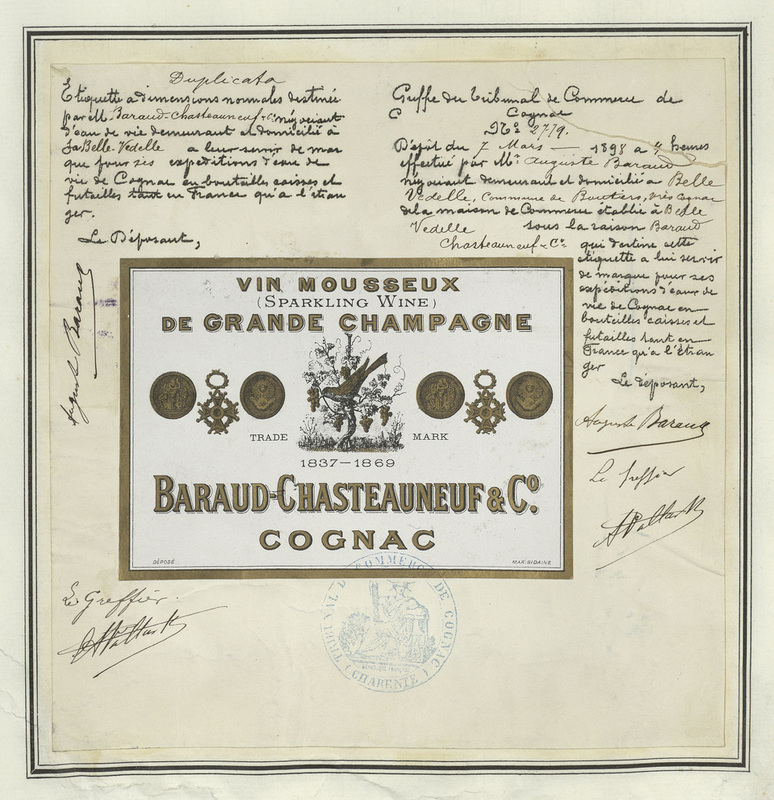 Duplicata
Etiquette a dimensions normales destinée
par M. Baraud-Chasteauneuf & Cie négociant
d'eau de vie demeurant et domicilié à
La Belle-Vedelle a leur servir de mar
que pour ses expéditions d'eau de
vie de Cognac en bouteilles caisses et
futailles tant en France qu'a l'étran
ger.
Le Déposant,
Auguste Baraud
Greffe du Tribunal de Commerce de
C Cognac
No: 2779.
Dépôt du 7 Mars — 1898 a 4 heures
effectué par Mr. Auguste Baraud
négociant demeurant et domicilié a Belle
Vedelle, Commune de Boutiers, près Cognac
de la maison de Commerce établie à Belle
Vedelle sous la raison Baraud
Chasteauneuf & Cie qui destine cette
étiquette a lui servir
de marque pour ses
expéditions d'eaux de
vie de Cognac en
bouteilles caisses et
futailles tant en
France qu'a l'étran
ger
Le déposant,
Auguste Baraud
Le Greffier
VIN MOUSSEUX
(SPARKLING WINE)
DE GRANDE CHAMPAGNE
TRADE MARK
1837–1869
BARAUD-CHASTEAUNEUF & Co.
COGNAC
DÉPOSÉ
MAX. SIDAINE
Le Greffier.
TRIBUNAL DE COMMERCE DE COGNAC
(CHARENTE)